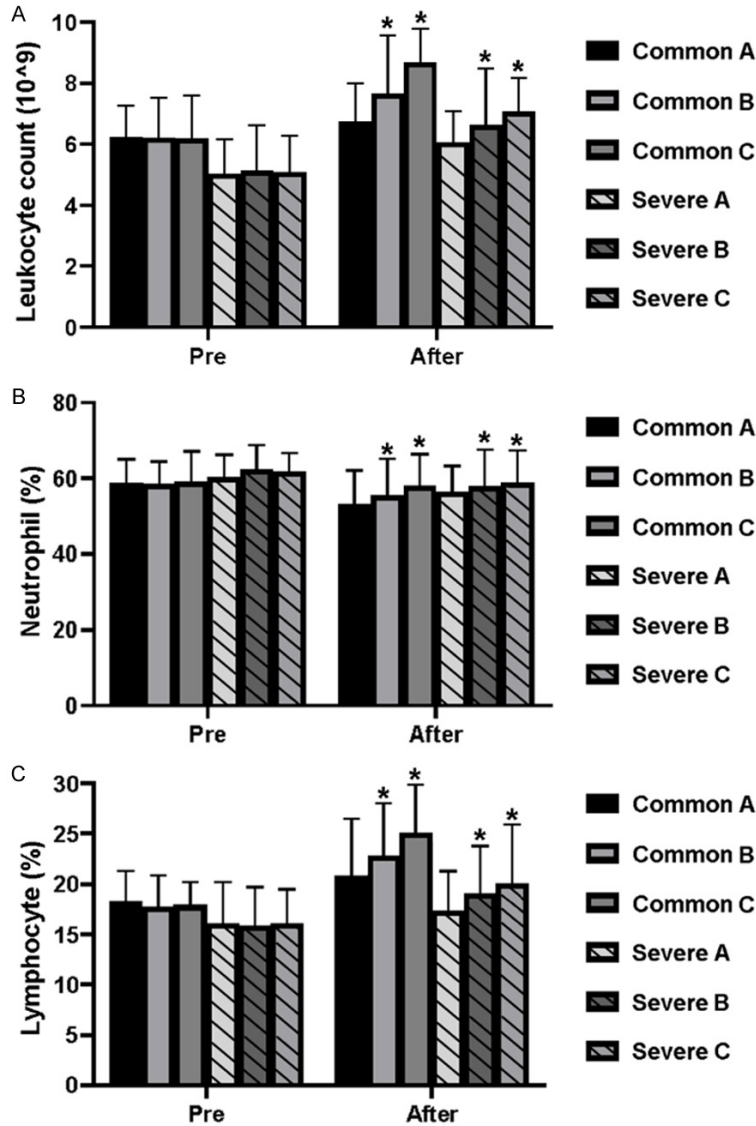 A
Leukocyte count (10^9)
10
8
6
4
2
0
* * * *
Pre After
Common A
Common B
Common C
Severe A
Severe B
Severe C
B
Neutrophil (%)
80
60
40
20
0
* * * *
Pre After
Common A
Common B
Common C
Severe A
Severe B
Severe C
C
Lymphocyte (%)
30
25
20
15
10
5
0
* * * *
Pre After
Common A
Common B
Common C
Severe A
Severe B
Severe C